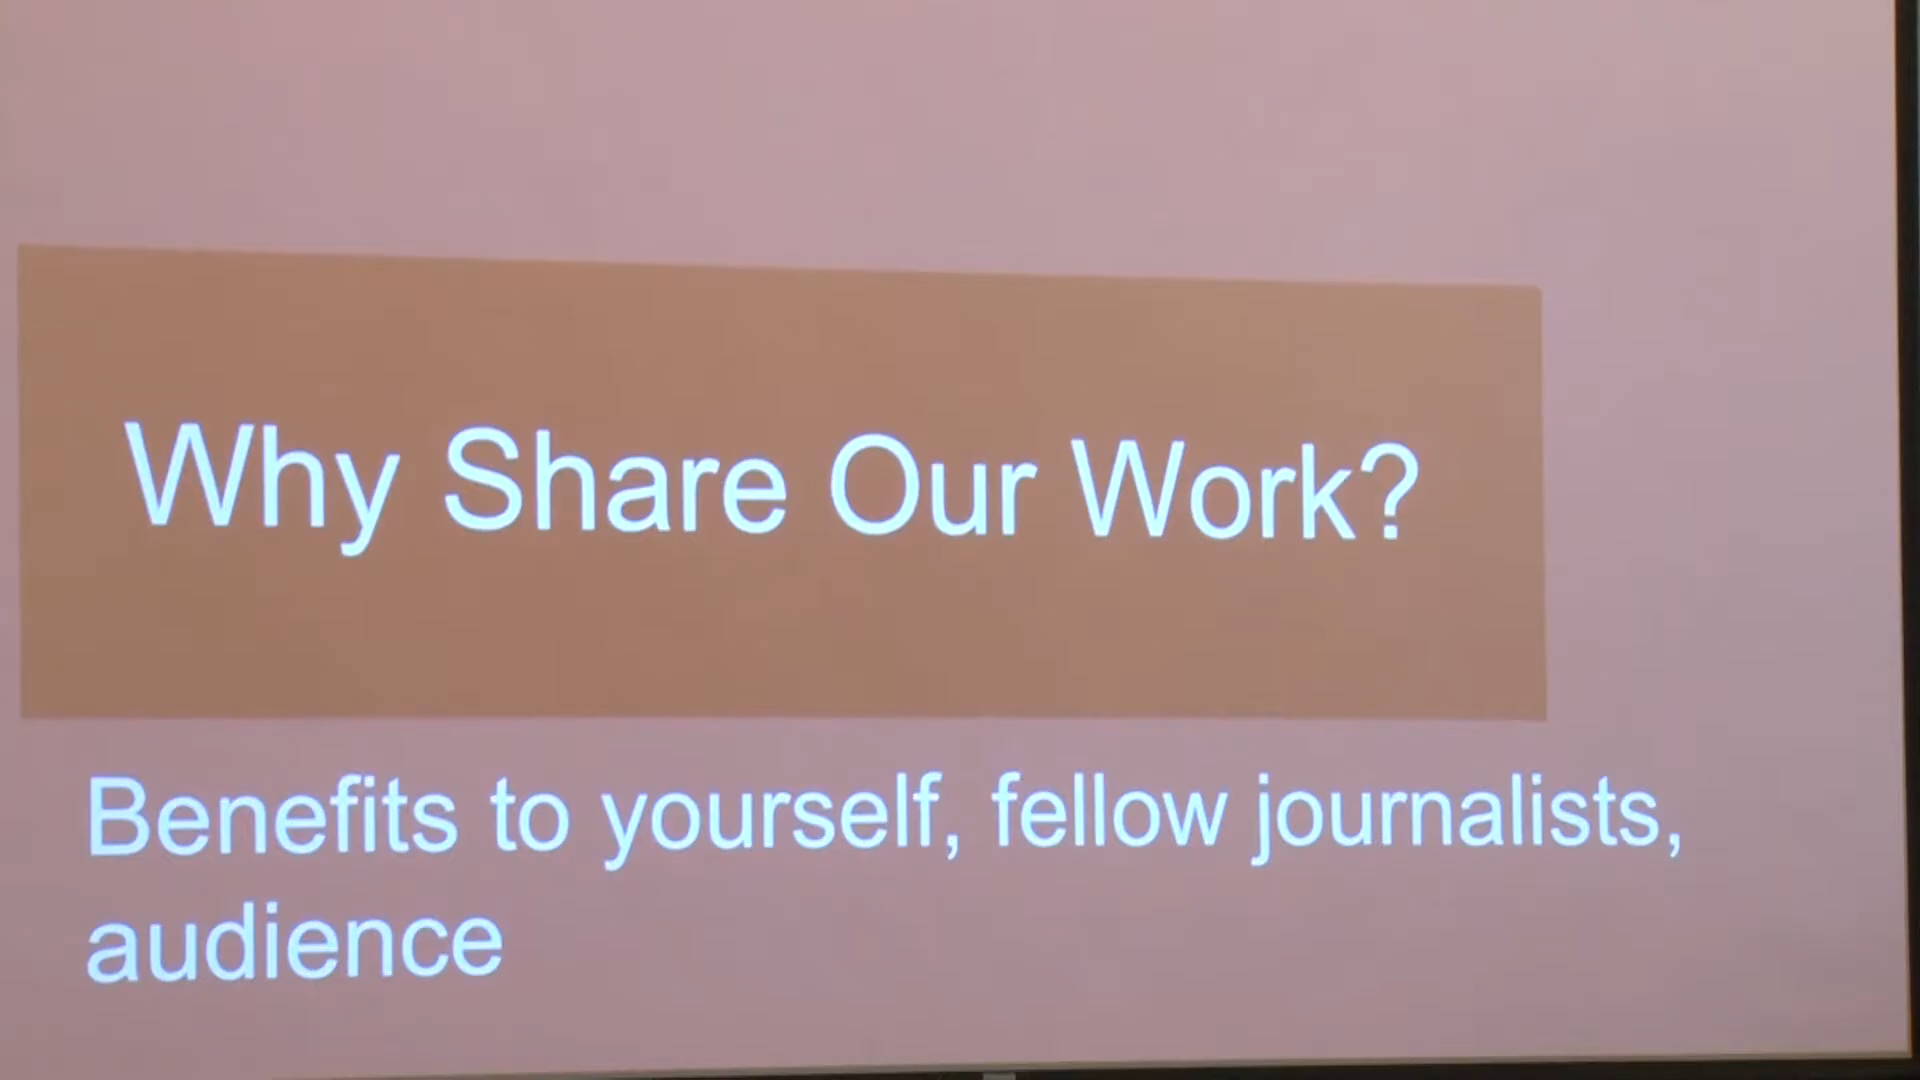 Why Share Our Work?
Benefits to yourself, fellow journalists,
audience